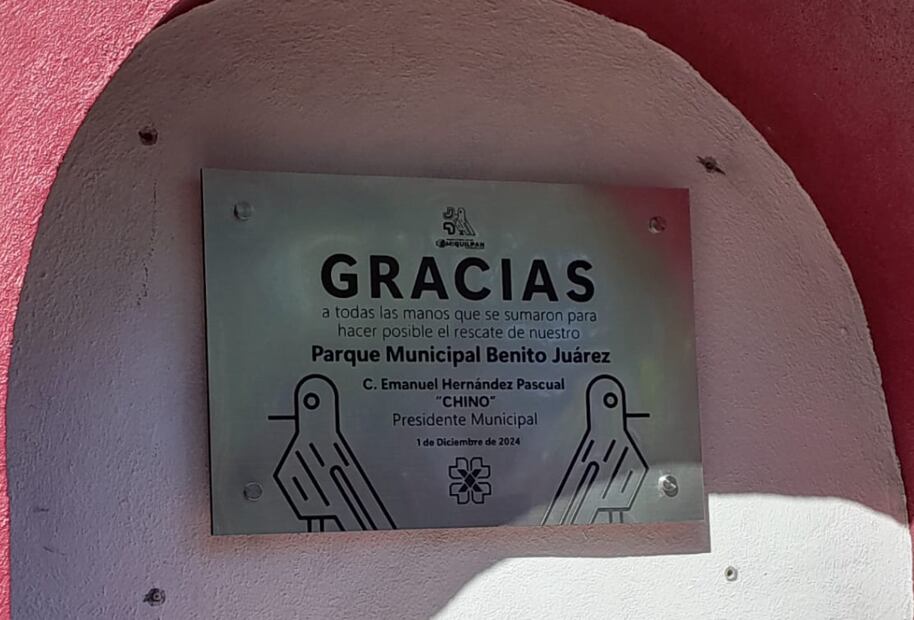 IXMIQUILPAN
GRACIAS
a todas las manos que se sumaron para
hacer posible el rescate de nuestro
Parque Municipal Benito Juárez
C. Emanuel Hernández Pascual
"CHINO"
Presidente Municipal
1 de Diciembre de 2024